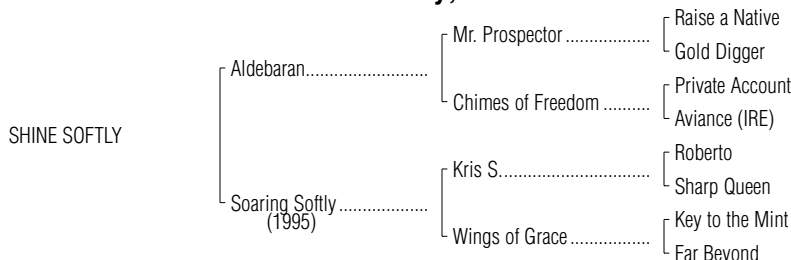 Raise a Native
Mr. Prospector ..................
Gold Digger
Aldebaran..........................
Private Account
Chimes of Freedom ..........
Aviance (IRE)
SHINE SOFTLY
Roberto
Kris S................................
Sharp Queen
Soaring Softly ...................
(1995)
Key to the Mint
Wings of Grace.................
Far Beyond